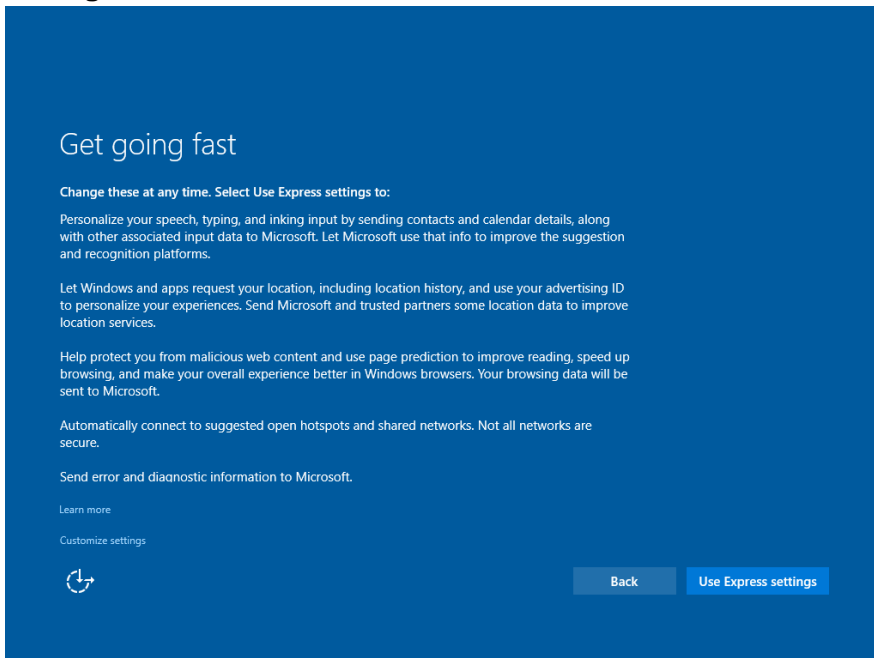 Get going fast
Change these at any time. Select Use Express settings to:
Personalize your speech, typing, and inking input by sending contacts and calendar details, along
with other associated input data to Microsoft. Let Microsoft use that info to improve the suggestion
and recognition platforms.
Let Windows and apps request your location, including location history, and use your advertising ID
to personalize your experiences. Send Microsoft and trusted partners some location data to improve
location services.
Help protect you from malicious web content and use page prediction to improve reading, speed up
browsing, and make your overall experience better in Windows browsers. Your browsing data will be
sent to Microsoft.
Automatically connect to suggested open hotspots and shared networks. Not all networks are
secure.
Send error and diagnostic information to Microsoft.
Learn more
Customize settings
Back
Use Express settings